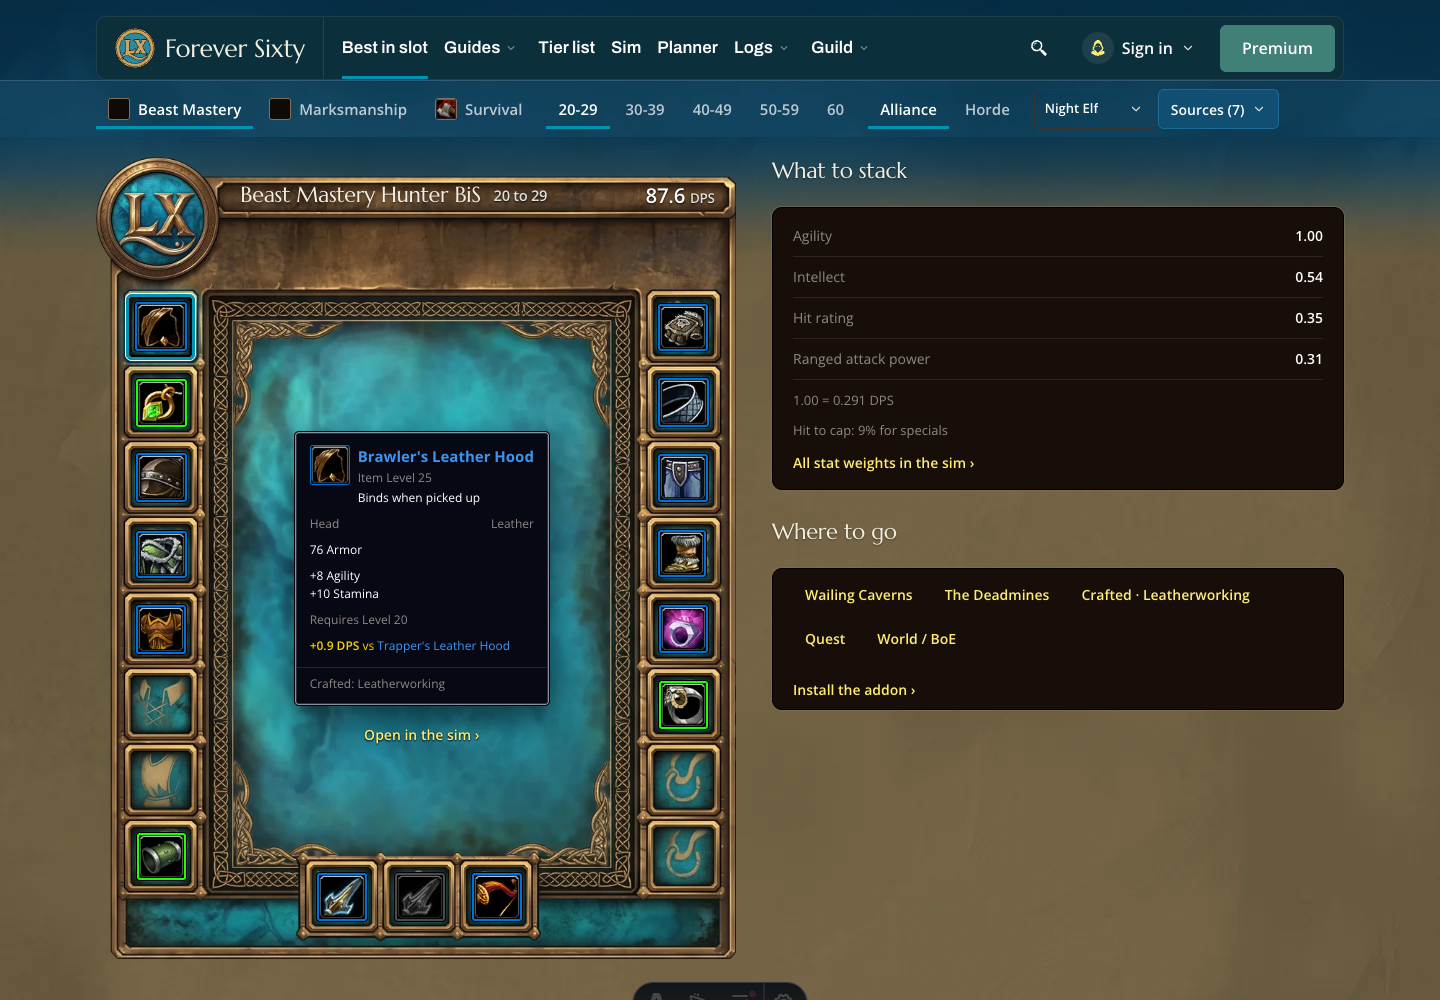 LX Forever Sixty
Best in slot Guides Tier list Sim Planner Logs Guild Sign in Premium
Beast Mastery Marksmanship Survival 20-29 30-39 40-49 50-59 60 Alliance Horde Night Elf Sources (7)
LX
Beast Mastery Hunter BiS 20 to 29 87.6 DPS
Brawler's Leather Hood
Item Level 25
Binds when picked up
Head Leather
76 Armor
+8 Agility
+10 Stamina
Requires Level 20
+0.9 DPS vs Trapper's Leather Hood
Crafted: Leatherworking
Open in the sim ›
What to stack
Agility 1.00
Intellect 0.54
Hit rating 0.35
Ranged attack power 0.31
1.00 = 0.291 DPS
Hit to cap: 9% for specials
All stat weights in the sim ›
Where to go
Wailing Caverns The Deadmines Crafted · Leatherworking
Quest World / BoE
Install the addon ›